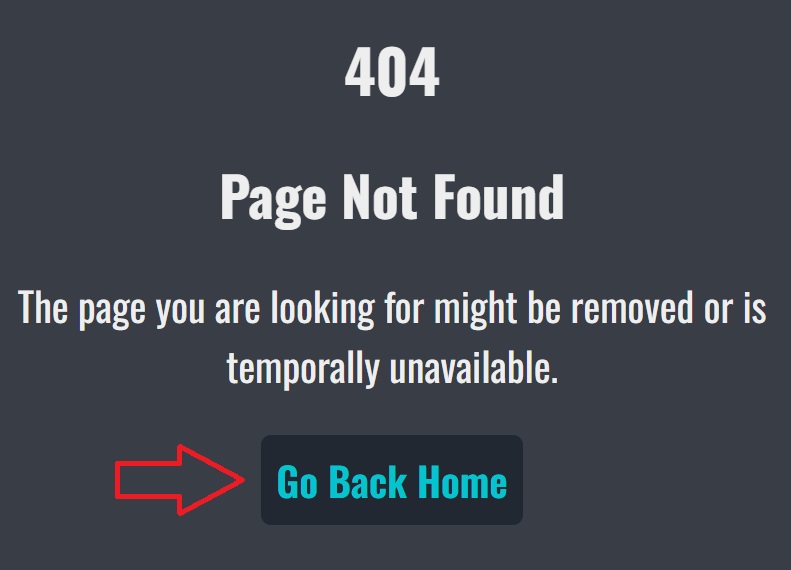 404
Page Not Found
The page you are looking for might be removed or is
temporally unavailable.
Go Back Home